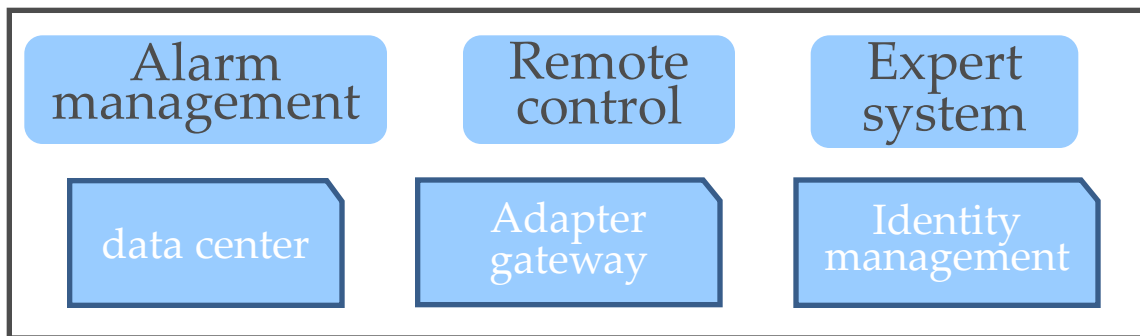 Alarm
management
Remote
control
Expert
system
data center
Adapter
gateway
Identity
management